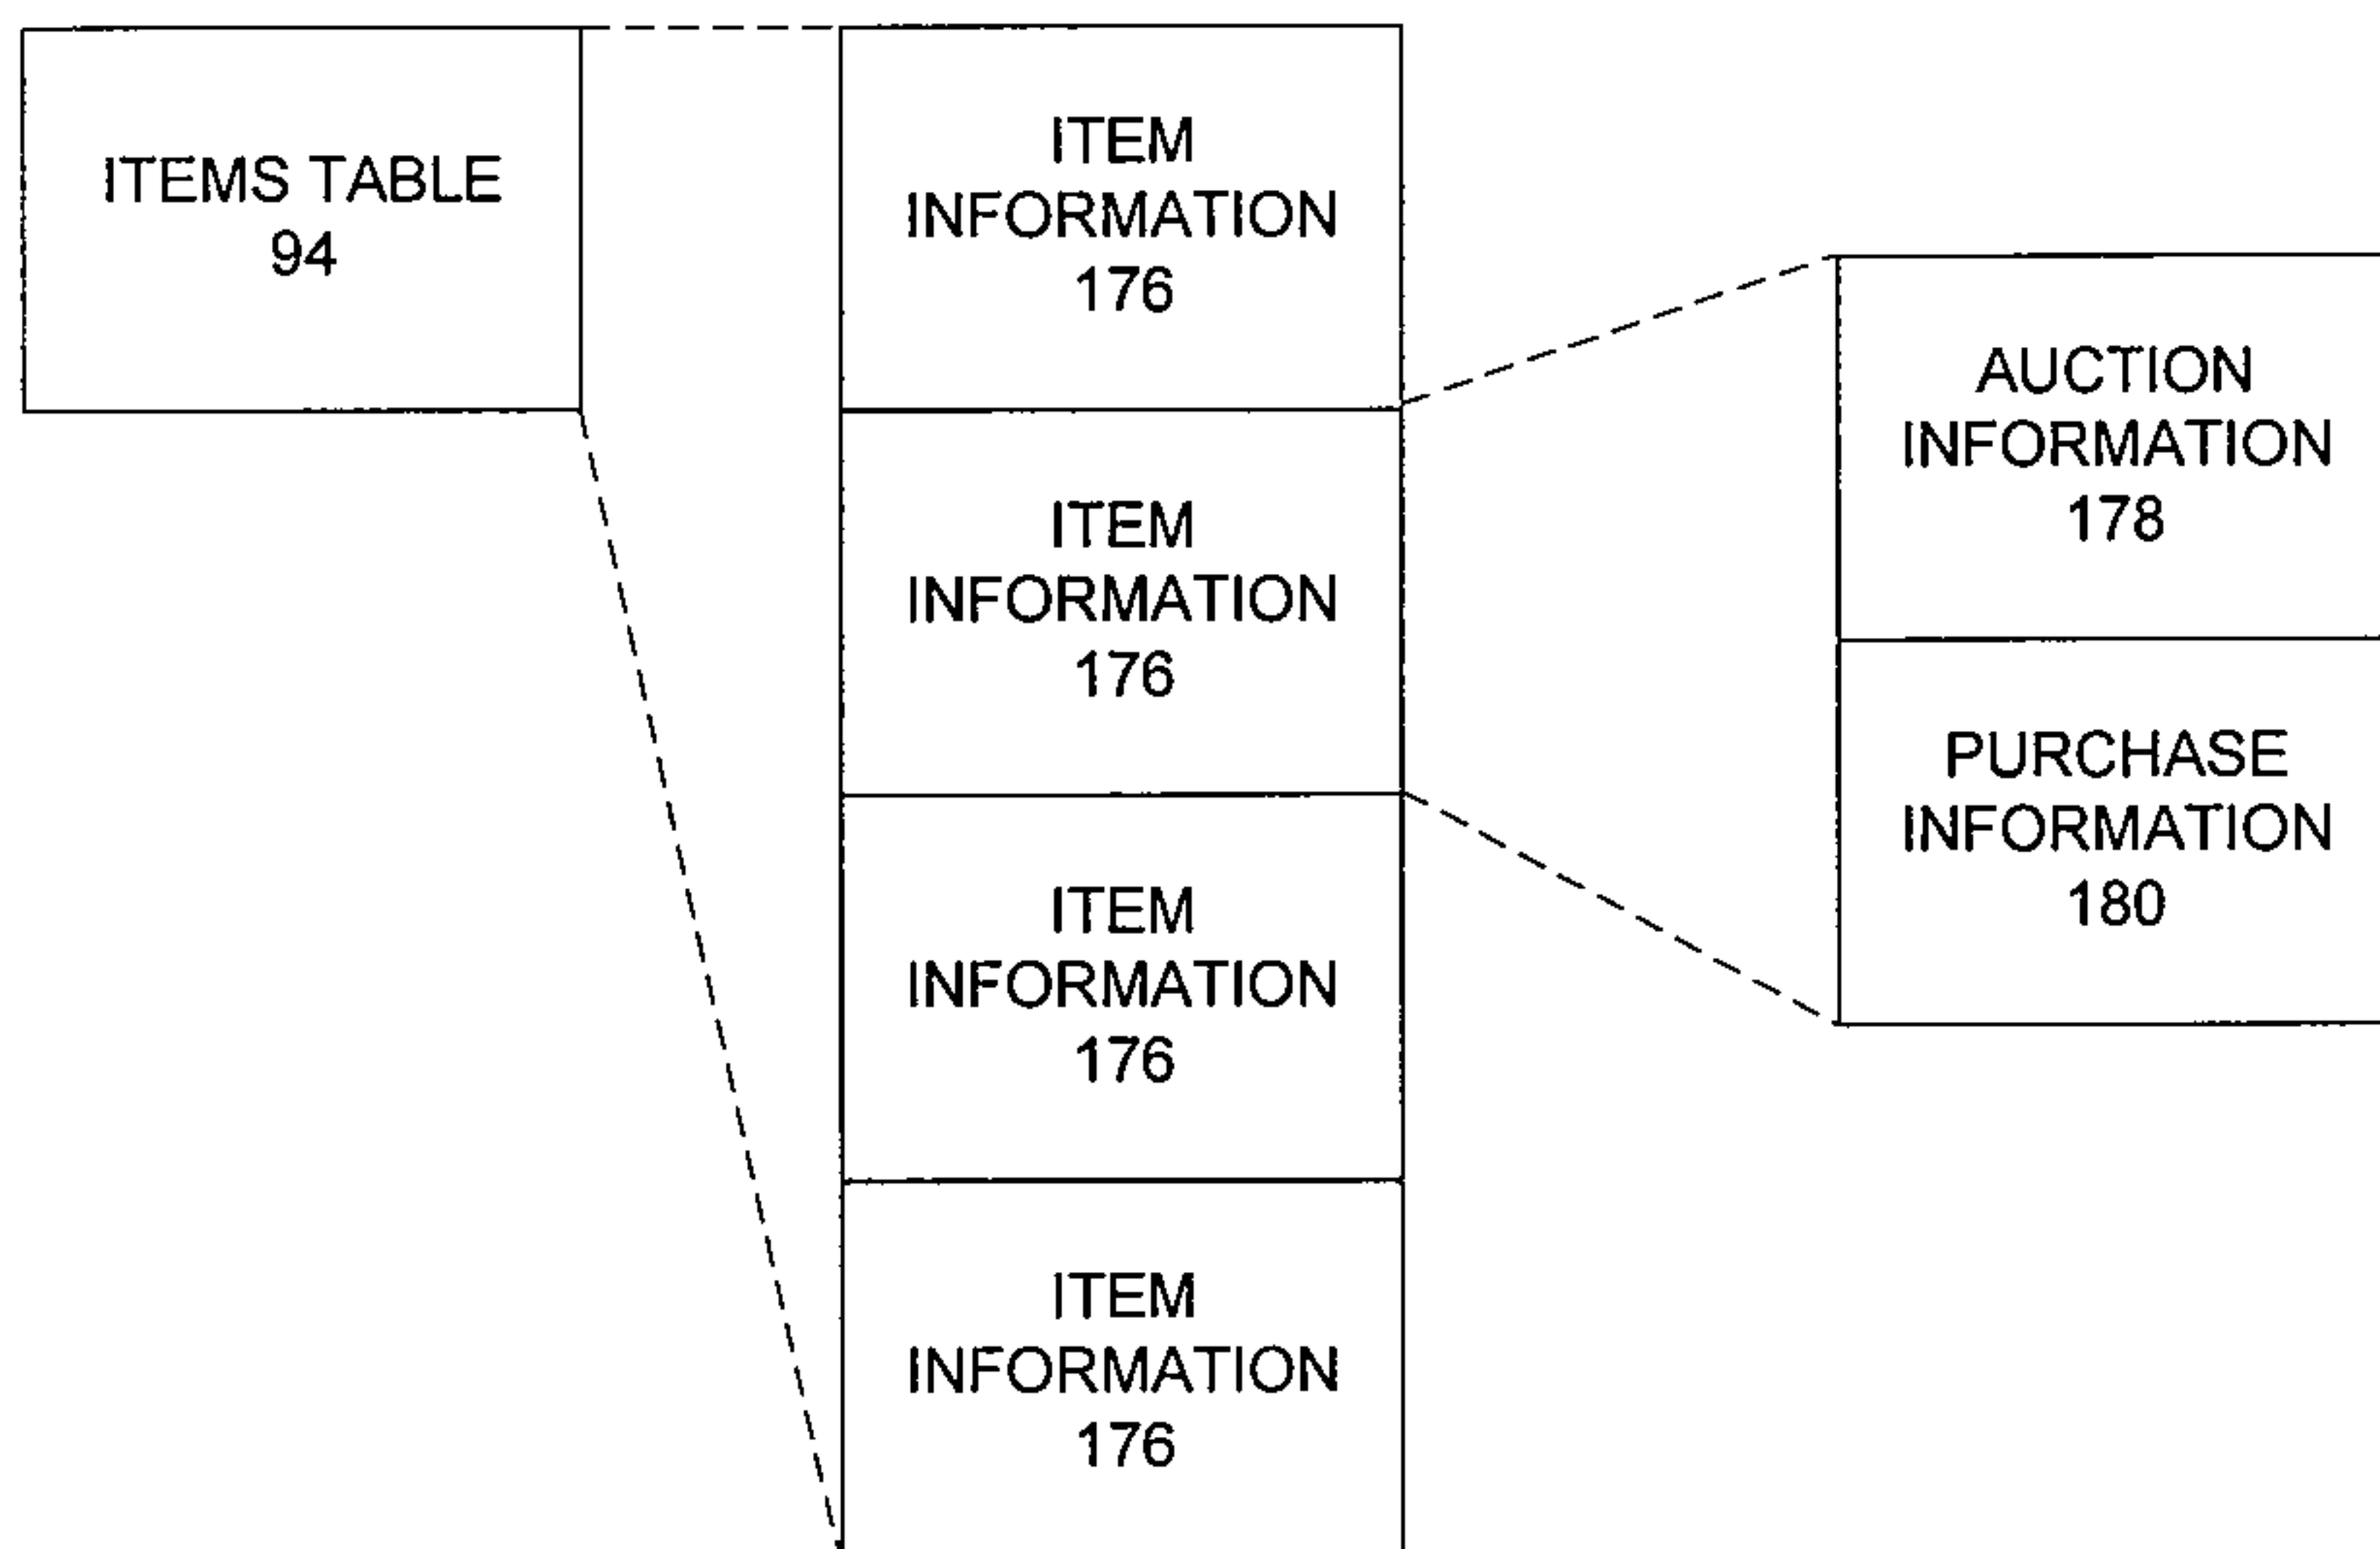 ITEMS TABLE
94
ITEM
INFORMATION
176
ITEM
INFORMATION
176
ITEM
INFORMATION
176
ITEM
INFORMATION
176
AUCTION
INFORMATION
178
PURCHASE
INFORMATION
180